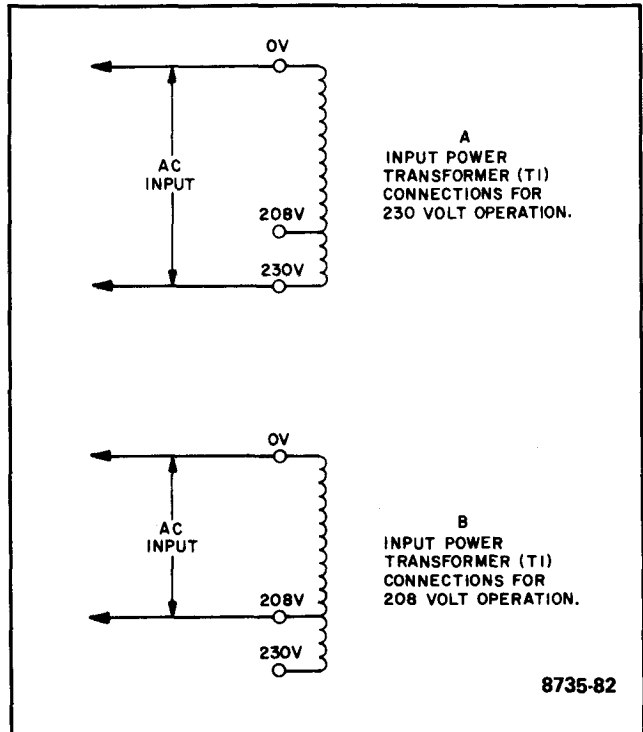 0V
AC
INPUT
208V
230V
A
INPUT POWER
TRANSFORMER (T1)
CONNECTIONS FOR
230 VOLT OPERATION.
0V
AC
INPUT
208V
230V
B
INPUT POWER
TRANSFORMER (T1)
CONNECTIONS FOR
208 VOLT OPERATION.
8735-82